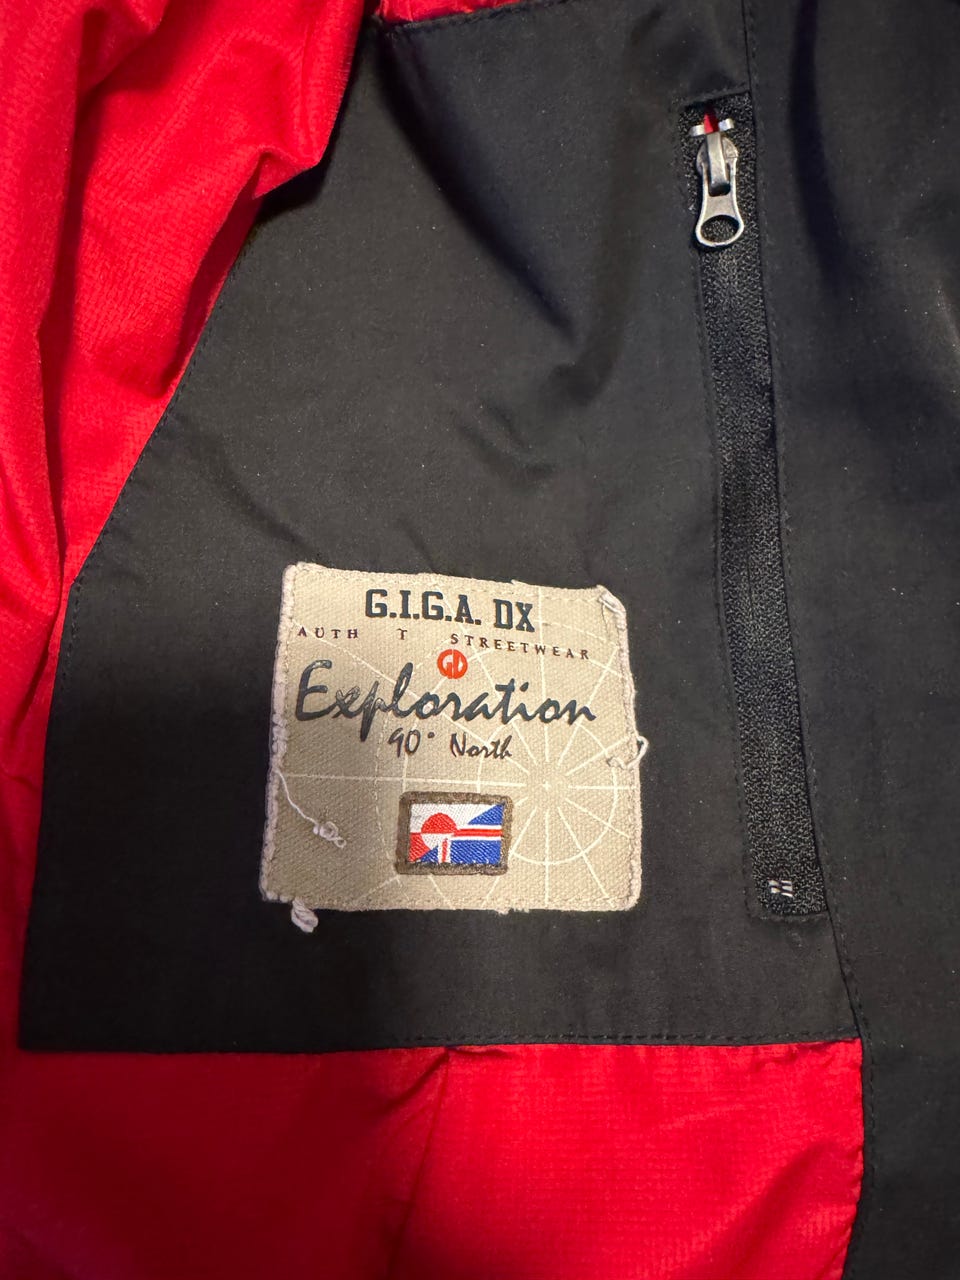 G.I.G.A. DX
AUTH T STREETWEAR
GD
Exploration
90° North